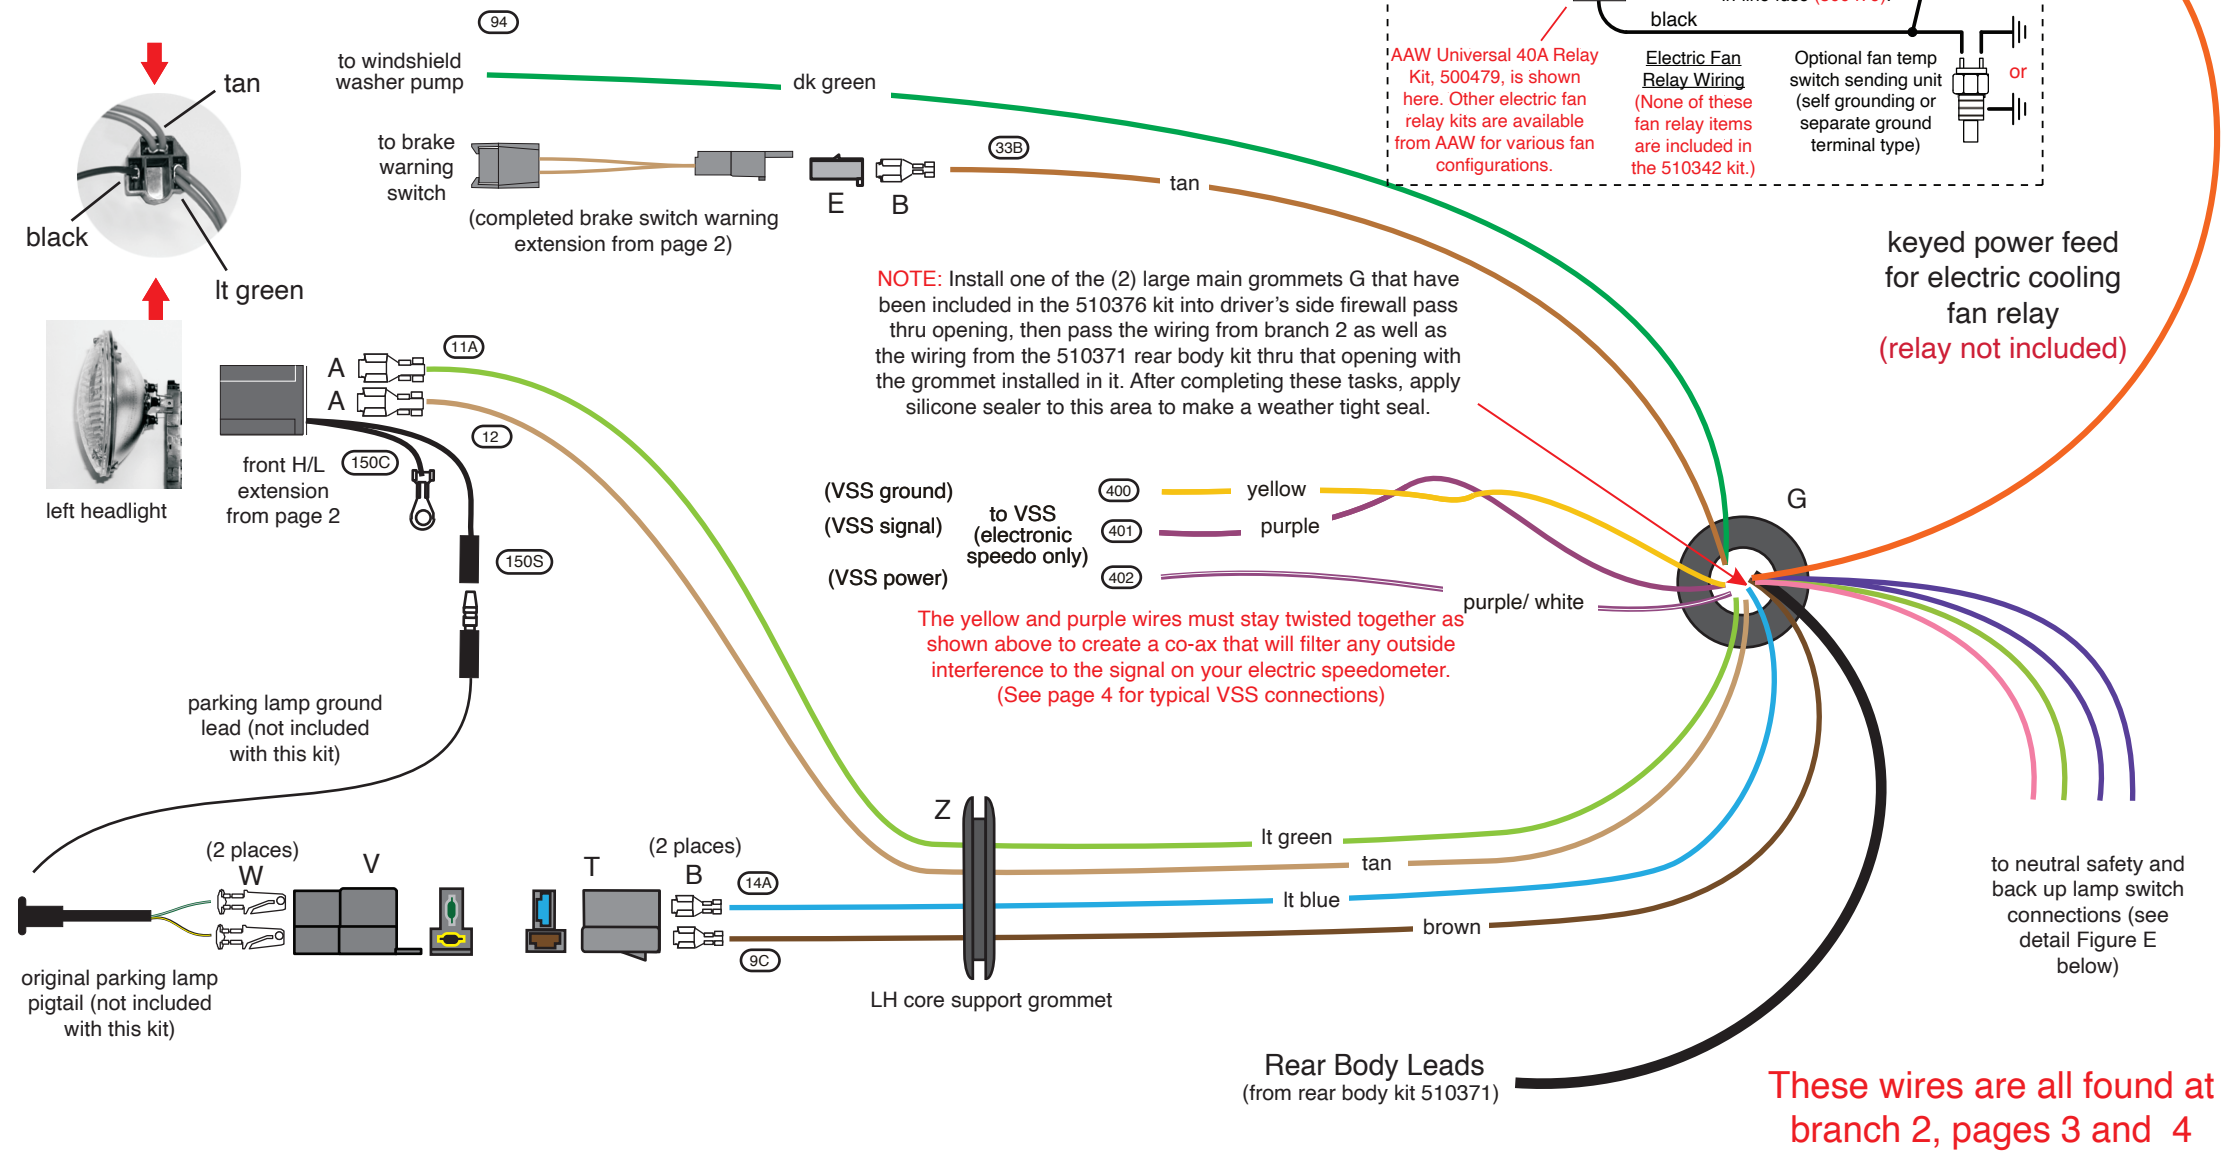 94
to windshield
washer pump
dk green
tan
black
lt green
to brake
warning
switch
E
B
33B
tan
(completed brake switch warning
extension from page 2)
black
AAW Universal 40A Relay
Kit, 500479, is shown
here. Other electric fan
relay kits are available
from AAW for various fan
configurations.
Electric Fan
Relay Wiring
(None of these
fan relay items
are included in
the 510342 kit.)
Optional fan temp
switch sending unit
(self grounding or
separate ground
terminal type)
or
keyed power feed
for electric cooling
fan relay
(relay not included)
NOTE: Install one of the (2) large main grommets G that have
been included in the 510376 kit into driver's side firewall pass
thru opening, then pass the wiring from branch 2 as well as
the wiring from the 510371 rear body kit thru that opening with
the grommet installed in it. After completing these tasks, apply
silicone sealer to this area to make a weather tight seal.
left headlight
A
A
11A
12
front H/L
extension
from page 2
150C
150S
(VSS ground)
(VSS signal)
(VSS power)
to VSS
(electronic
speedo only)
400
401
402
yellow
purple
purple/ white
G
The yellow and purple wires must stay twisted together as
shown above to create a co-ax that will filter any outside
interference to the signal on your electric speedometer.
(See page 4 for typical VSS connections)
parking lamp ground
lead (not included
with this kit)
(2 places)
W
V
T
(2 places)
B
14A
9C
Z
lt green
tan
lt blue
brown
LH core support grommet
original parking lamp
pigtail (not included
with this kit)
to neutral safety and
back up lamp switch
connections (see
detail Figure E
below)
Rear Body Leads
(from rear body kit 510371)
These wires are all found at
branch 2, pages 3 and 4